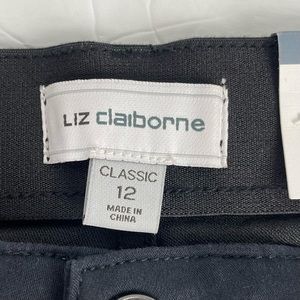 LIZ claiborne
CLASSIC
12
MADE IN
CHINA